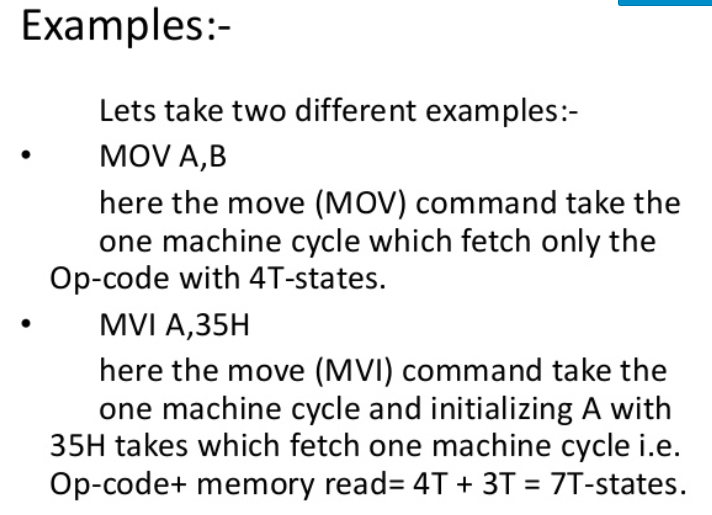 Examples:-
Lets take two different examples:-
• MOV A,B
here the move (MOV) command take the
one machine cycle which fetch only the
Op-code with 4T-states.
• MVI A,35H
here the move (MVI) command take the
one machine cycle and initializing A with
35H takes which fetch one machine cycle i.e.
Op-code+ memory read= 4T + 3T = 7T-states.